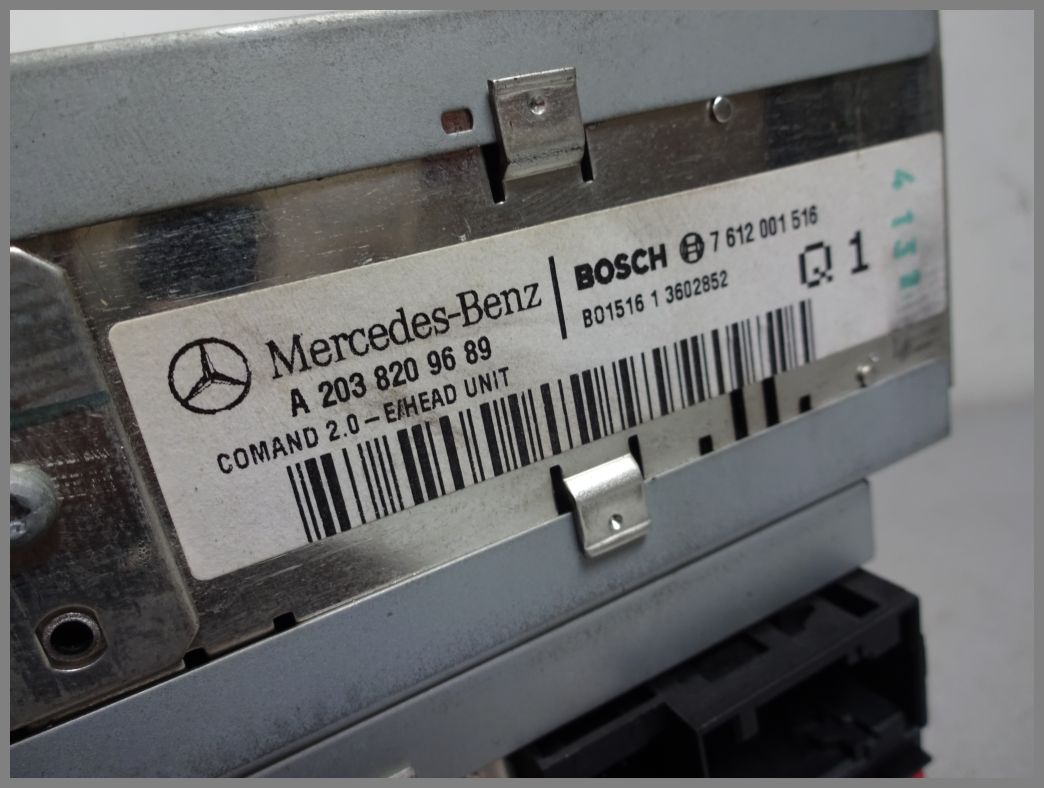 Mercedes-Benz
A 203 820 96 89
COMAND 2.0 - E/HEAD UNIT
BOSCH 7 612 001 516
B01516 1 3602852
Q 1